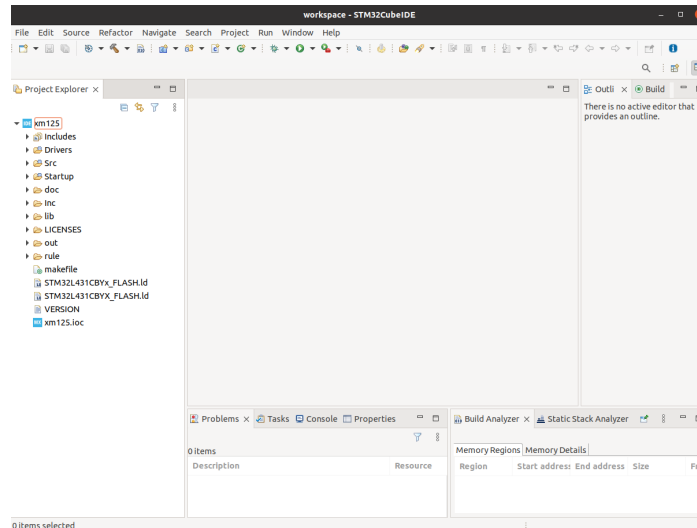 workspace - STM32CubeIDE
File Edit Source Refactor Navigate Search Project Run Window Help
Project Explorer
Outli
Build
There is no active editor that
provides an outline.
xm125
Includes
Drivers
Src
Startup
doc
Inc
lib
LICENSES
out
rule
makefile
STM32L431CBYx_FLASH.ld
STM32L431CBYX_FLASH.ld
VERSION
xm125.ioc
Problems Tasks Console Properties
Build Analyzer Static Stack Analyzer
0 items
Memory Regions Memory Details
Description Resource
Region Start address End address Size
0 items selected